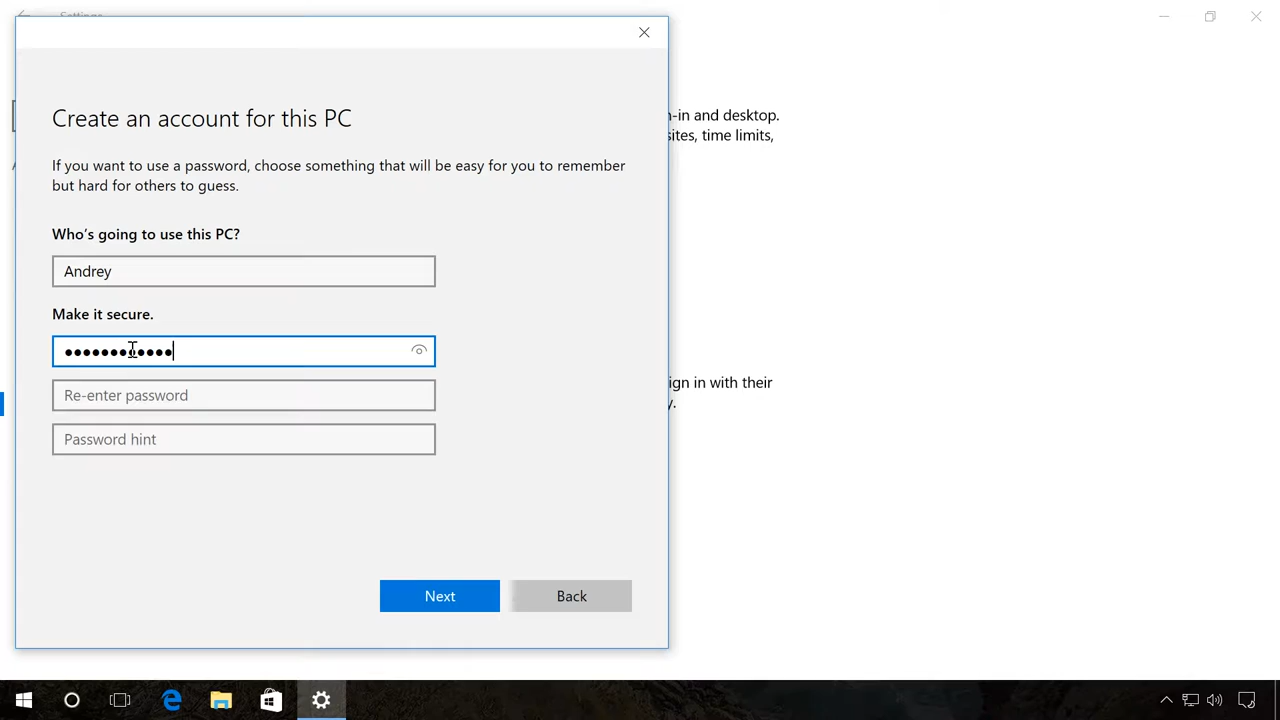 Settings
Create an account for this PC
If you want to use a password, choose something that will be easy for you to remember
but hard for others to guess.
Who's going to use this PC?
Andrey
Make it secure.
●●●●●●●●●●●●
Re-enter password
Password hint
Next
Back
-in and desktop.
sites, time limits,
ign in with their
y.